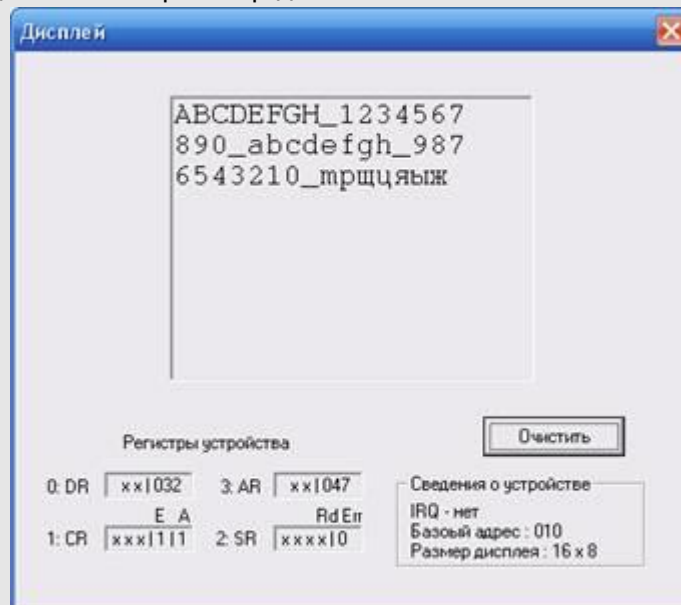 Дисплей
ABCDEFGH_1234567
890_abcdefgh_987
6543210_mрщцяыж
Регистры устройства
Очистить
0: DR xx|032 3: AR xx|047
E A Rd Err
1: CR xxx|1|1 2: SR xxxx|0
Сведения о устройстве
IRQ - нет
Базоый адрес : 010
Размер дисплея : 16 x 8